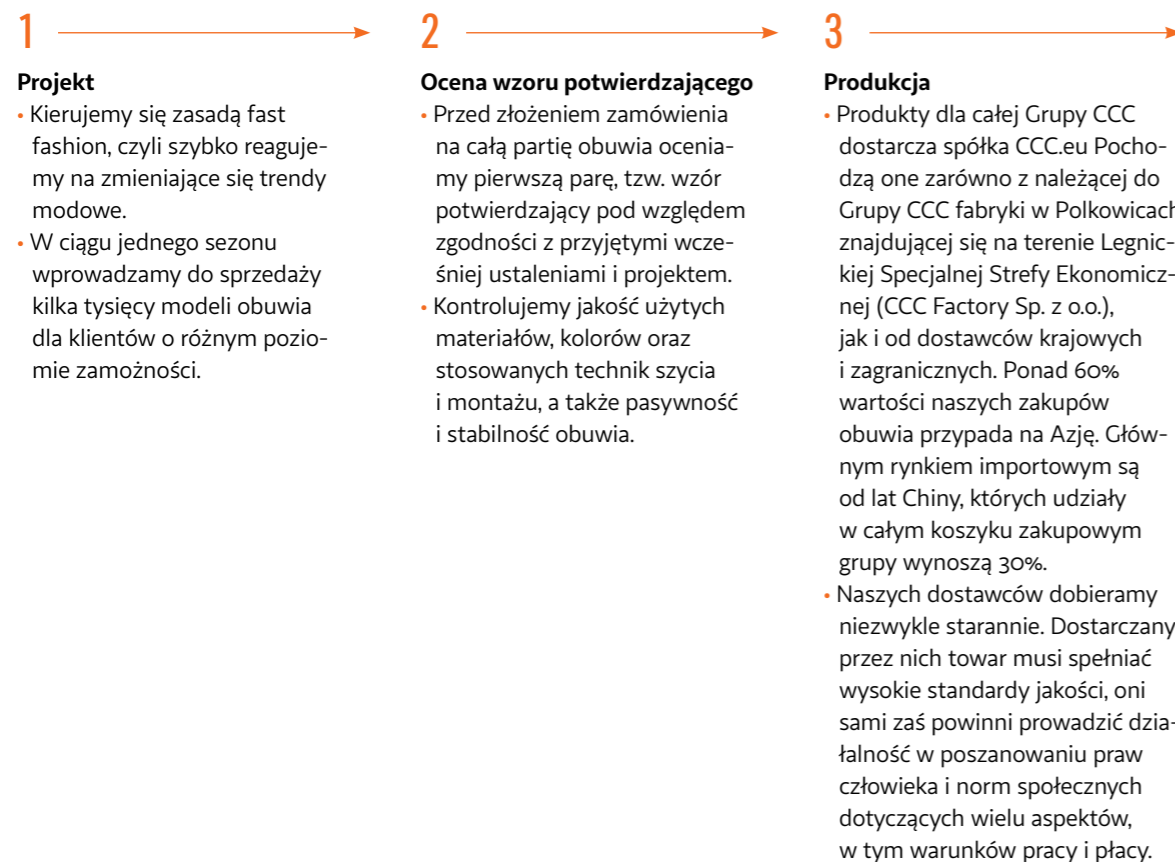 1
Projekt
• Kierujemy się zasadą fast
fashion, czyli szybko reaguje-
my na zmieniające się trendy
modowe.
• W ciągu jednego sezonu
wprowadzamy do sprzedaży
kilka tysięcy modeli obuwia
dla klientów o różnym pozio-
mie zamożności.
2
Ocena wzoru potwierdzającego
• Przed złożeniem zamówienia
na całą partię obuwia ocenia-
my pierwszą parę, tzw. wzór
potwierdzający pod względem
zgodności z przyjętymi wcze-
śniej ustaleniami i projektem.
• Kontrolujemy jakość użytych
materiałów, kolorów oraz
stosowanych technik szycia
i montażu, a także pasywność
i stabilność obuwia.
3
Produkcja
• Produkty dla całej Grupy CCC
dostarcza spółka CCC.eu Pocho-
dzą one zarówno z należącej do
Grupy CCC fabryki w Polkowicach
znajdującej się na terenie Legnic-
kiej Specjalnej Strefy Ekonomicz-
nej (CCC Factory Sp. z o.o.),
jak i od dostawców krajowych
i zagranicznych. Ponad 60%
wartości naszych zakupów
obuwia przypada na Azję. Głów-
nym rynkiem importowym są
od lat Chiny, których udziały
w całym koszyku zakupowym
grupy wynoszą 30%.
• Naszych dostawców dobieramy
niezwykle starannie. Dostarczany
przez nich towar musi spełniać
wysokie standardy jakości, oni
sami zaś powinni prowadzić dzia-
łalność w poszanowaniu praw
człowieka i norm społecznych
dotyczących wielu aspektów,
w tym warunków pracy i płacy.